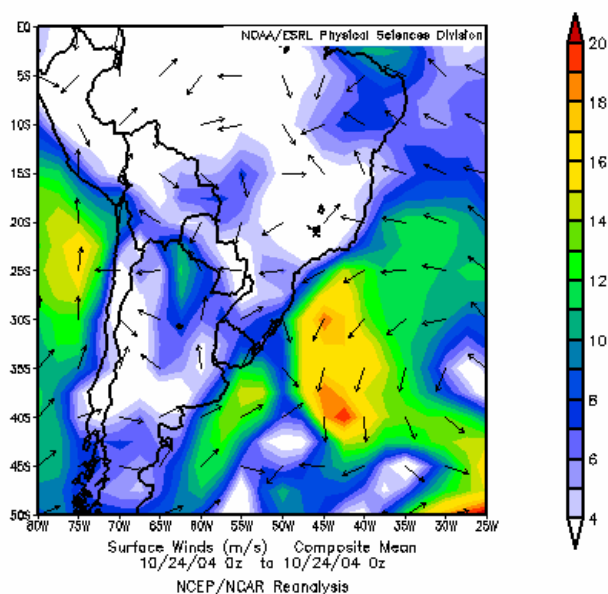 NOAA/ESRL Physical Sciences Division
EQ
5S
10S
15S
20S
25S
30S
35S
40S
45S
50S
80W 75W 70W 65W 60W 55W 50W 45W 40W 35W 30W 25W
20
18
16
14
12
10
8
6
4
Surface Winds (m/s) Composite Mean
10/24/04 0z to 10/24/04 0z
NCEP/NCAR Reanalysis